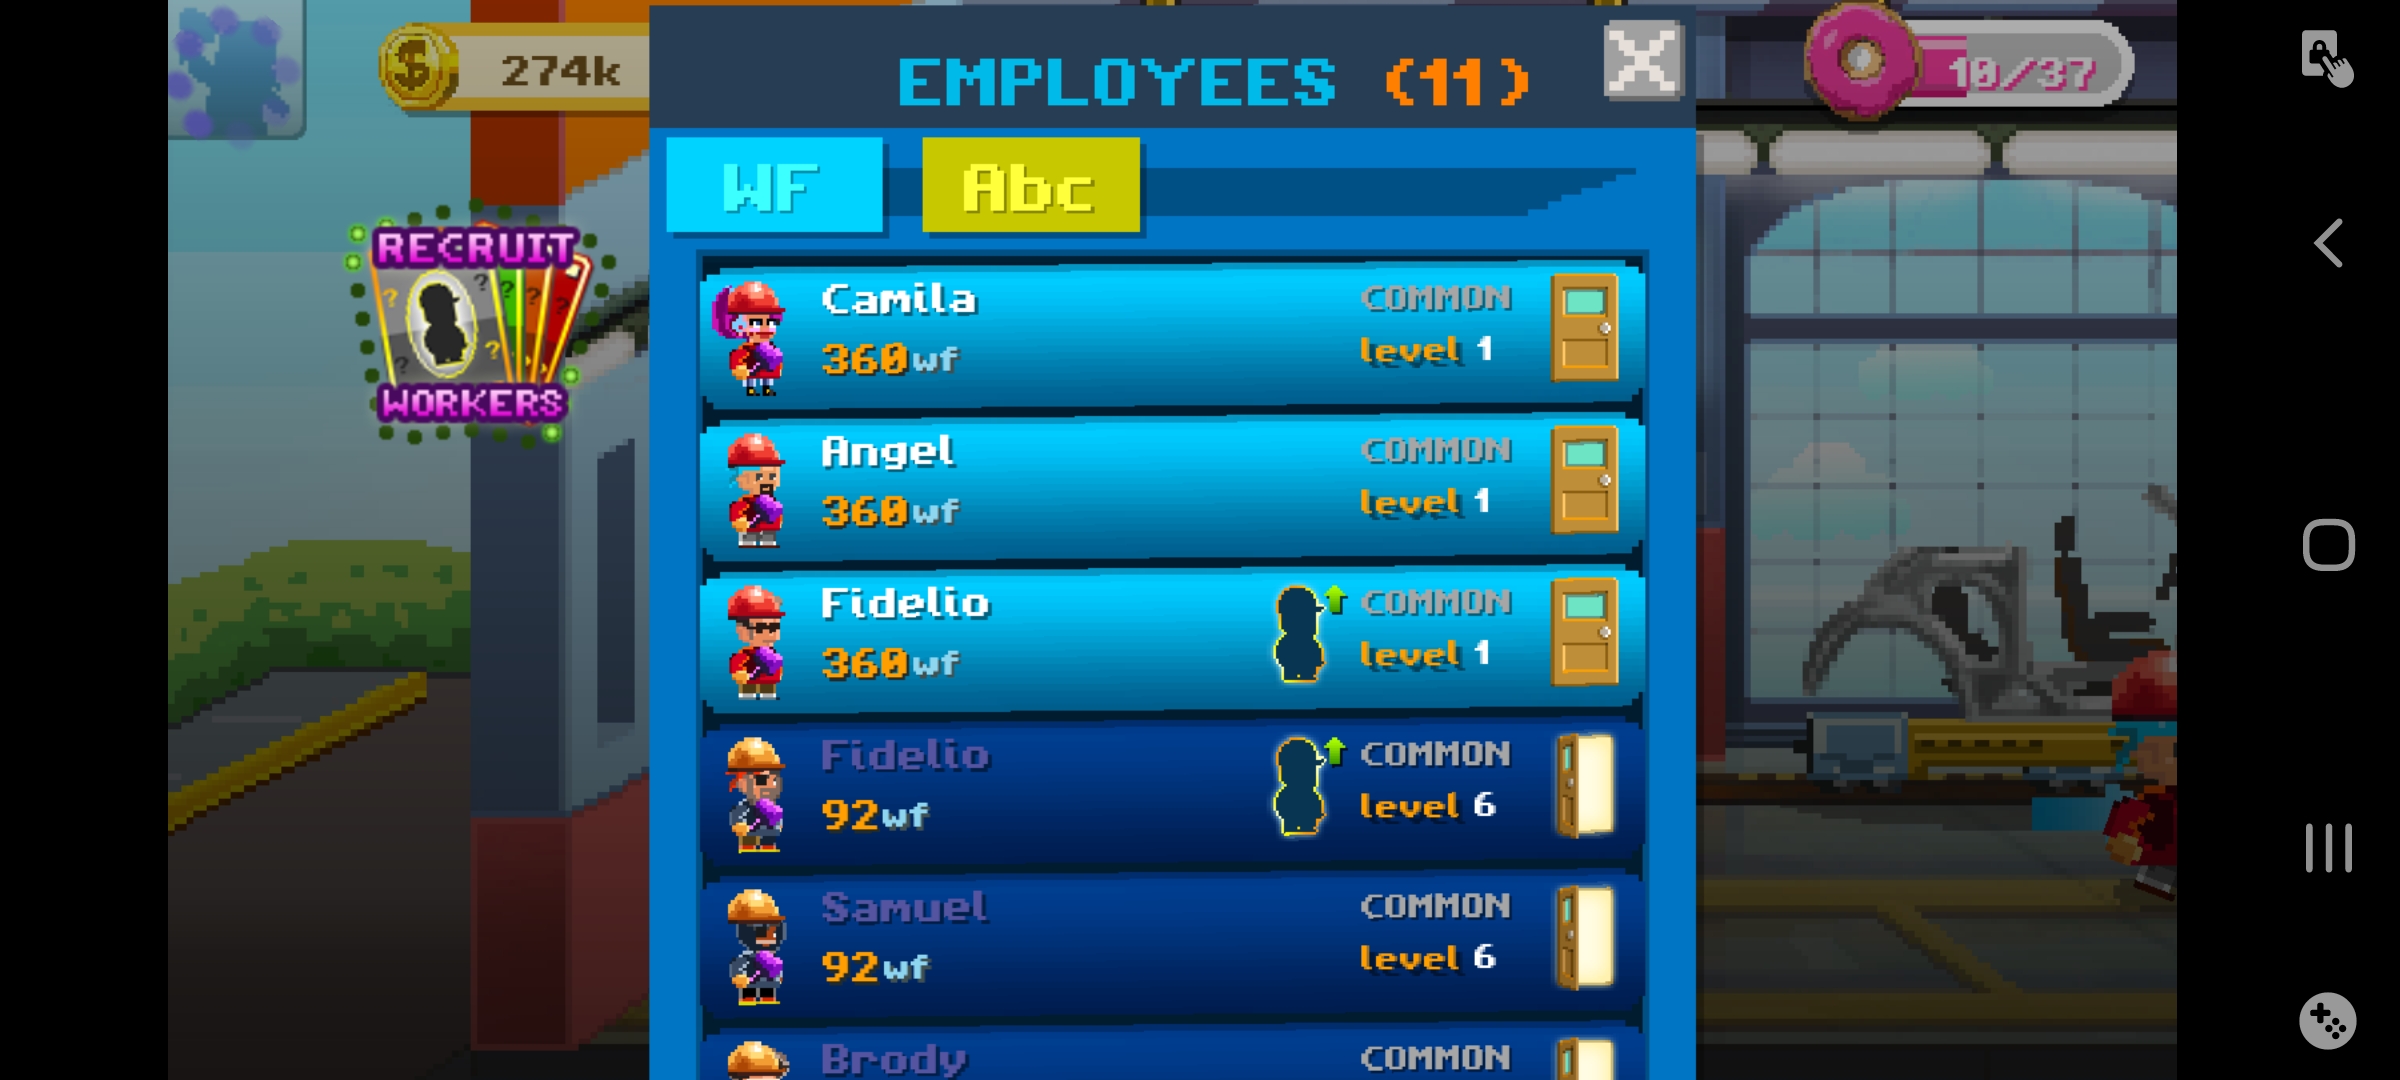 274k
EMPLOYEES (11)
10/37
WF
Abc
RECRUIT
WORKERS
Camila
COMMON
360wf
level 1
Angel
COMMON
360wf
level 1
Fidelio
COMMON
360wf
level 1
Fidelio
COMMON
92wf
level 6
Samuel
COMMON
92wf
level 6
Brody
COMMON